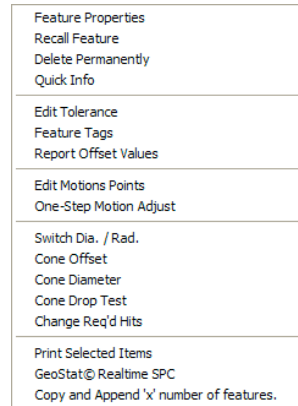 Feature Properties
Recall Feature
Delete Permanently
Quick Info
Edit Tolerance
Feature Tags
Report Offset Values
Edit Motions Points
One-Step Motion Adjust
Switch Dia. / Rad.
Cone Offset
Cone Diameter
Cone Drop Test
Change Req'd Hits
Print Selected Items
GeoStat© Realtime SPC
Copy and Append 'x' number of features.